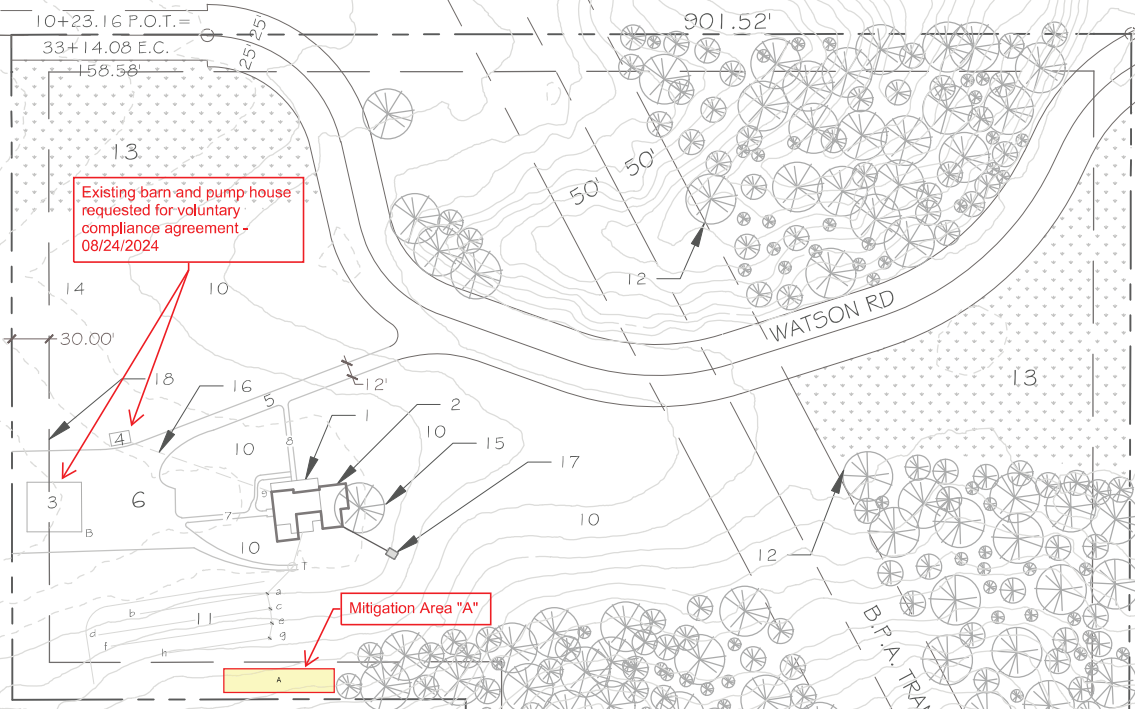 10+23.16 P.O.T.=
33+14.08 E.C.
158.58'
25'
25'
901.52'
13
Existing barn and pump house
requested for voluntary
compliance agreement -
08/24/2024
50'
50'
12
14
10
WATSON RD
30.00'
13
18
16
12'
5
1
2
4
8
10
10
15
17
3
6
9
7
B
10
10
T
12
a
b
c
11
d
e
f
g
h
Mitigation Area "A"
A
B.P.A. TRAN